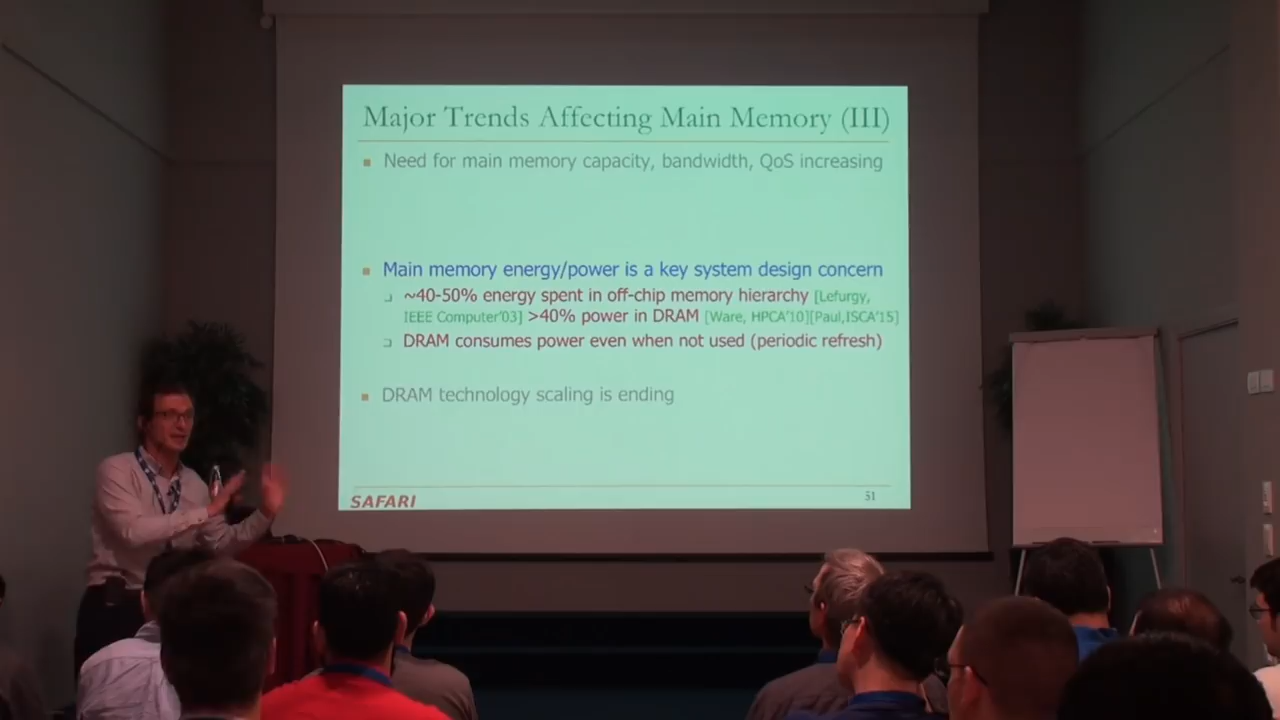 Major Trends Affecting Main Memory (III)
Need for main memory capacity, bandwidth, QoS increasing
Main memory energy/power is a key system design concern
~40-50% energy spent in off-chip memory hierarchy [Lefurgy,
IEEE Computer'03] >40% power in DRAM [Ware, HPCA'10][Paul,ISCA'15]
DRAM consumes power even when not used (periodic refresh)
DRAM technology scaling is ending
SAFARI
51